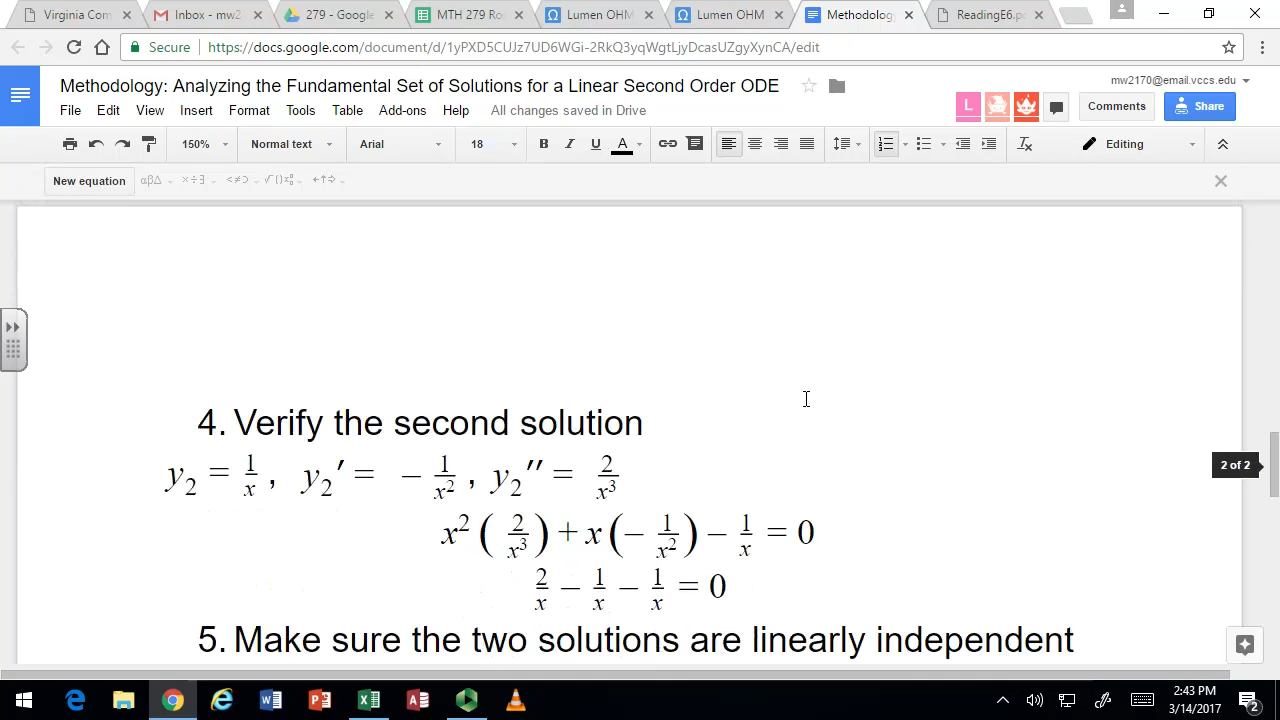 Virginia Co
Inbox - mw2
279 - Google
MTH 279 Ro
Lumen OHM
Lumen OHM
Methodolog
ReadingE6.p
Secure
https://docs.google.com/document/d/1yPXD5CUJz7UD6WGi-2RkQ3yqWgtLjyDcasUZgyXynCA/edit
Methodology: Analyzing the Fundamental Set of Solutions for a Linear Second Order ODE
mw2170@email.vccs.edu
File Edit View Insert Format Tools Table Add-ons Help All changes saved in Drive
L
Comments
Share
150% Normal text Arial 18 B I U A Editing
New equation αβΔ ×÷∃ <≠⊃
4. Verify the second solution
y₂ = 1/x , y₂′ = − 1/x² , y₂′′ = 2/x³
x² ( 2/x³ ) + x ( − 1/x² ) − 1/x = 0
2/x − 1/x − 1/x = 0
5. Make sure the two solutions are linearly independent
2 of 2
2:43 PM
3/14/2017
2